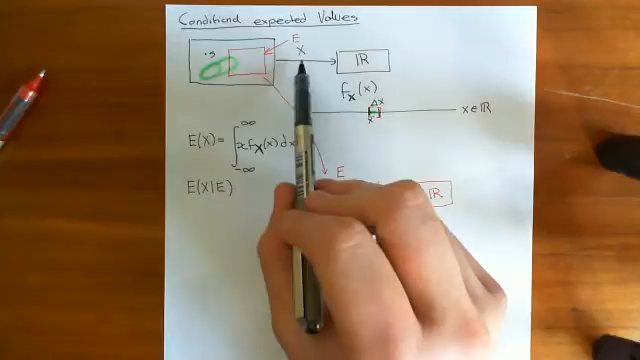 Conditional expected Values
E
.s
X
ℝ
f_X(x)
Δx
x
x∈ℝ
E(X) = ∫_{-∞}^{∞} x f_X(x) dx
E
E(X|E)
ℝ